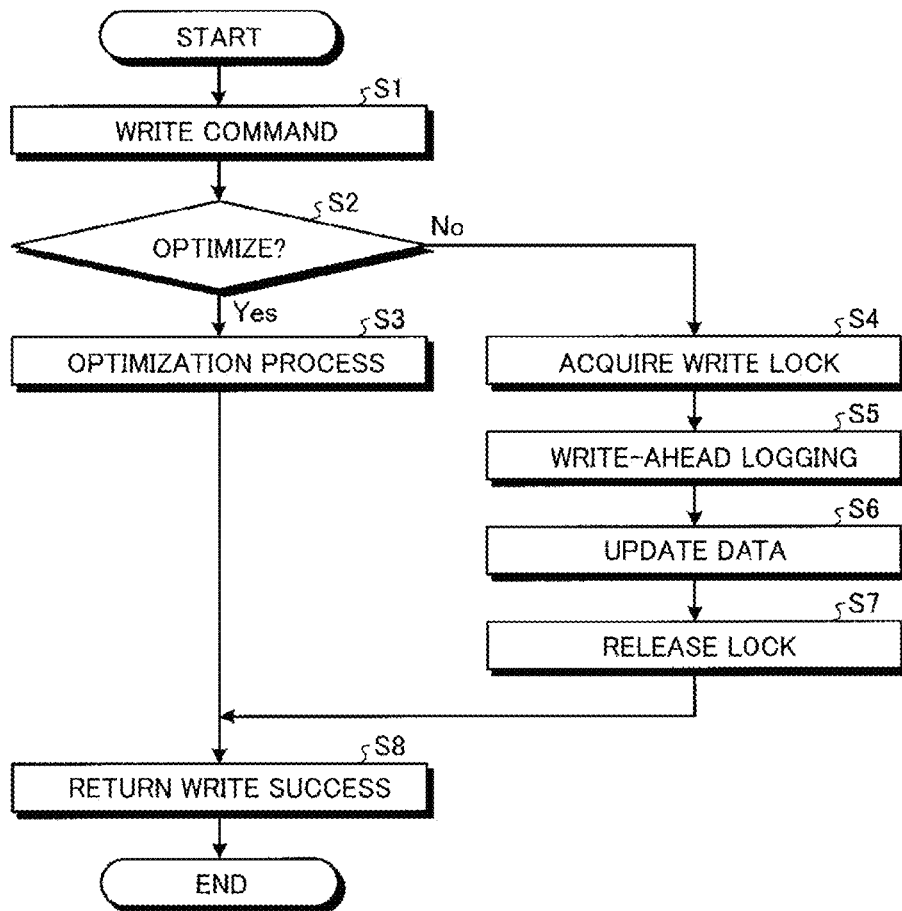 START
S1
WRITE COMMAND
S2
OPTIMIZE?
No
Yes
S3
OPTIMIZATION PROCESS
S4
ACQUIRE WRITE LOCK
S5
WRITE-AHEAD LOGGING
S6
UPDATE DATA
S7
RELEASE LOCK
S8
RETURN WRITE SUCCESS
END